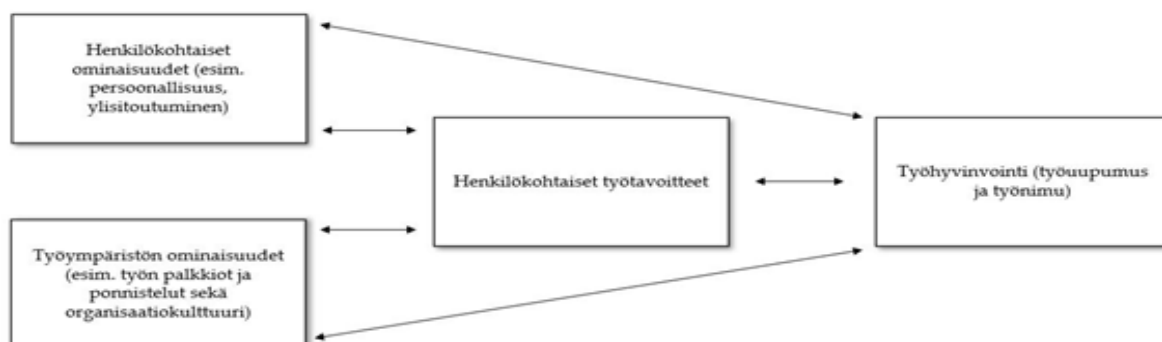 Henkilökohtaiset
ominaisuudet (esim.
persoonallisuus,
ylisitoutuminen)
Henkilökohtaiset työtavoitteet
Työhyvinvointi (työuupumus
ja työnimu)
Työympäristön ominaisuudet
(esim. työn palkkiot ja
ponnistelut sekä
organisaatiokulttuuri)